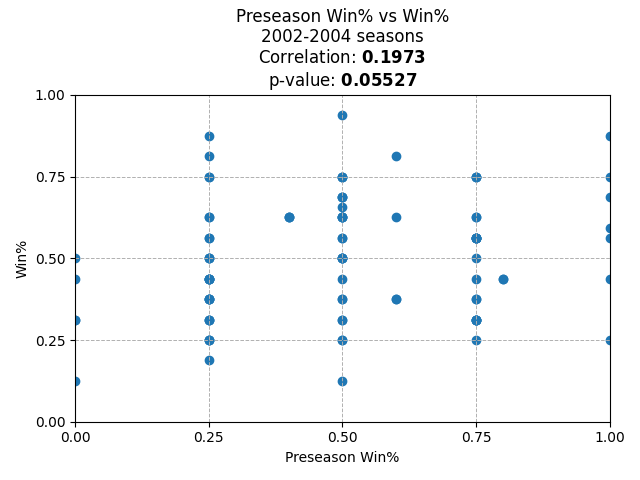 Preseason Win% vs Win%
2002-2004 seasons
Correlation: 0.1973
p-value: 0.05527
1.00
0.75
0.50
0.25
0.00
Win%
0.00 0.25 0.50 0.75 1.00
Preseason Win%